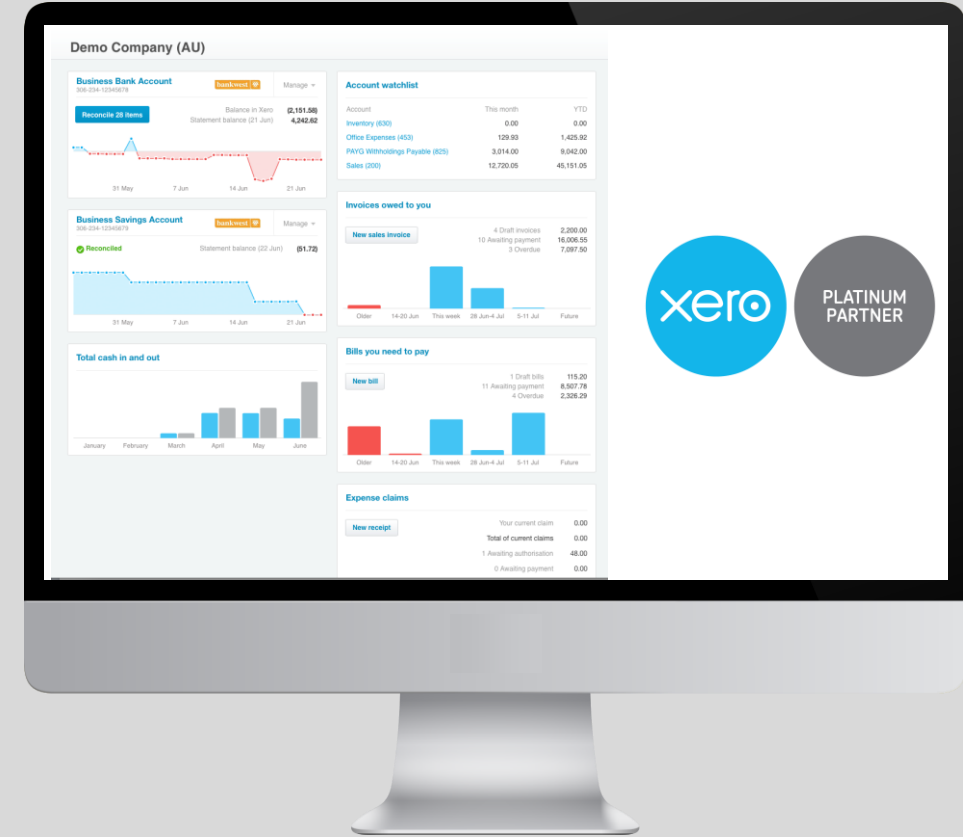 Demo Company (AU)
Business Bank Account
306-234-12345678
bankwest
Manage
Reconcile 28 items
Balance in Xero (2,151.58)
Statement balance (21 Jun) 4,242.62
31 May 7 Jun 14 Jun 21 Jun
Business Savings Account
306-234-12345679
bankwest
Manage
Reconciled
Statement balance (22 Jun) (51.72)
31 May 7 Jun 14 Jun 21 Jun
Total cash in and out
January February March April May June
Account watchlist
Account This month YTD
Inventory (630) 0.00 0.00
Office Expenses (453) 129.93 1,425.92
PAYG Withholdings Payable (825) 3,014.00 9,042.00
Sales (200) 12,720.05 45,151.05
Invoices owed to you
New sales invoice
4 Draft invoices 2,200.00
10 Awaiting payment 16,006.55
3 Overdue 7,097.50
Older 14-20 Jun This week 28 Jun-4 Jul 5-11 Jul Future
Bills you need to pay
New bill
1 Draft bills 115.20
11 Awaiting payment 8,507.78
4 Overdue 2,326.29
Older 14-20 Jun This week 28 Jun-4 Jul 5-11 Jul Future
Expense claims
New receipt
Your current claim 0.00
Total of current claims 0.00
1 Awaiting authorisation 48.00
0 Awaiting payment 0.00
xero
PLATINUM
PARTNER